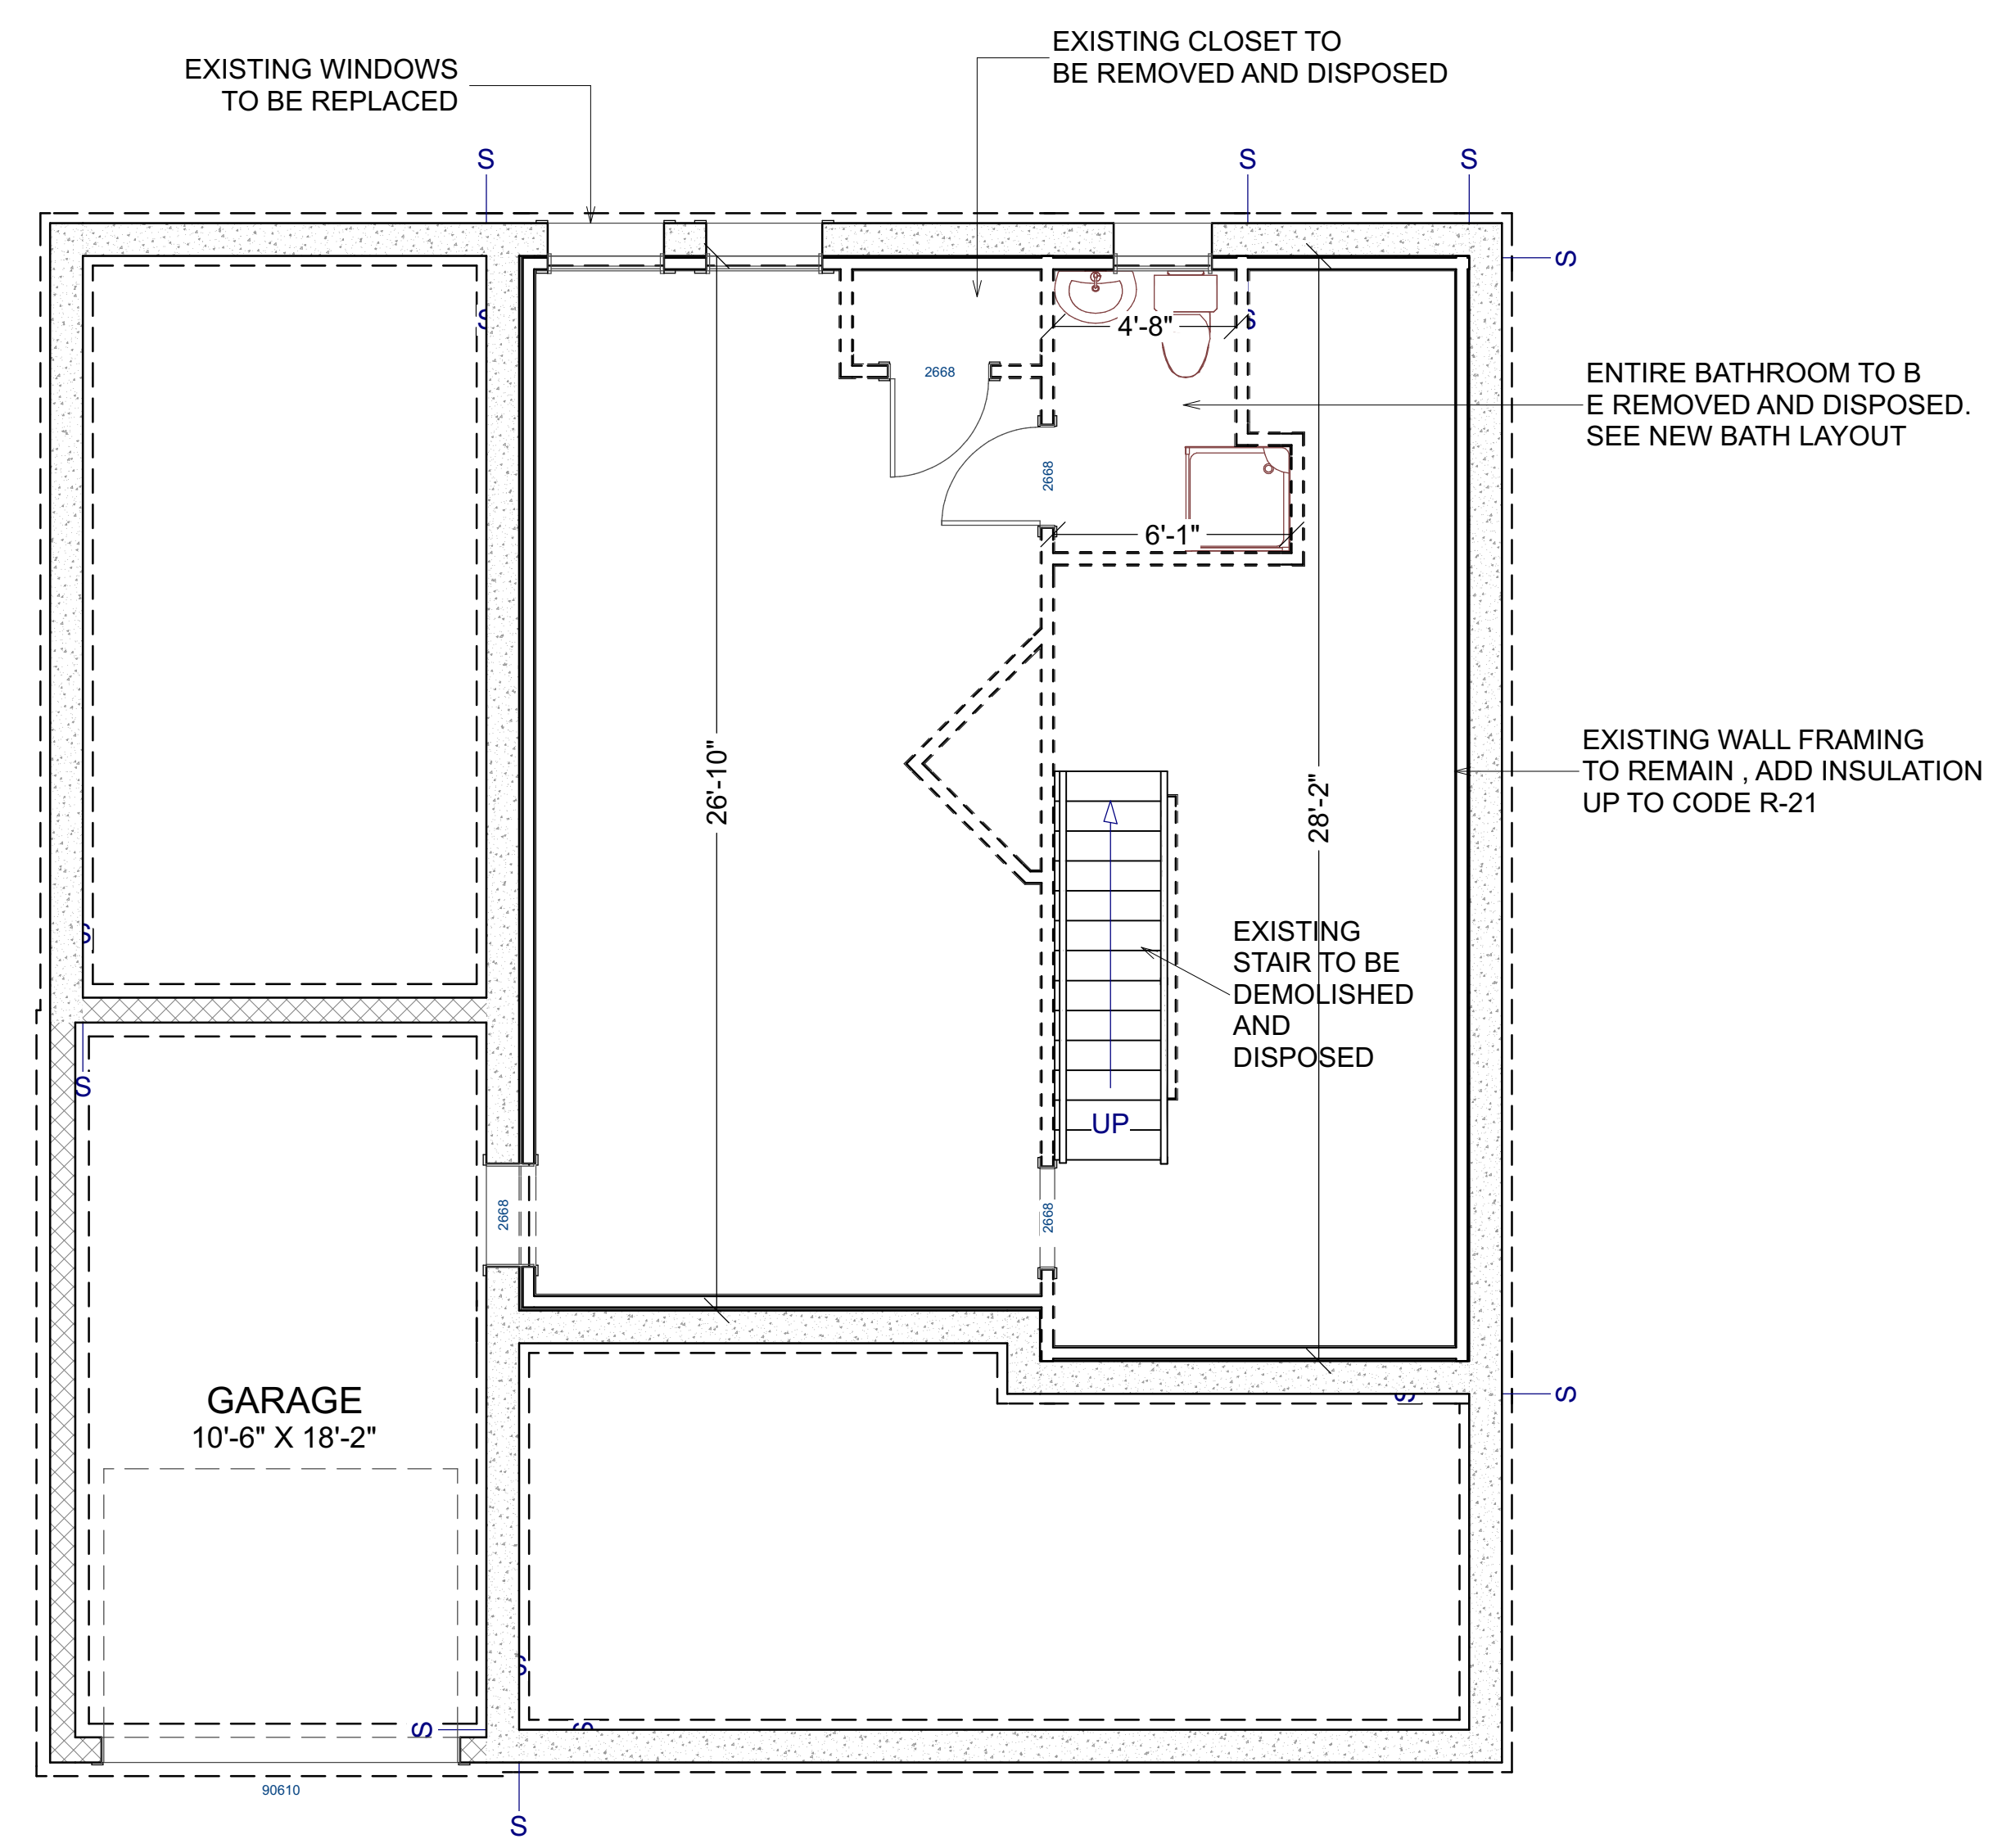 EXISTING CLOSET TO
BE REMOVED AND DISPOSED
EXISTING WINDOWS
TO BE REPLACED
S
S
S
S
S
S
4'-8"
2668
ENTIRE BATHROOM TO B
E REMOVED AND DISPOSED.
SEE NEW BATH LAYOUT
2668
6'-1"
26'-10"
28'-2"
EXISTING WALL FRAMING
TO REMAIN , ADD INSULATION
UP TO CODE R-21
S
EXISTING
STAIR TO BE
DEMOLISHED
AND
DISPOSED
S
UP
2668
2668
GARAGE
10'-6" X 18'-2"
S
S
S
S
S
90610
S